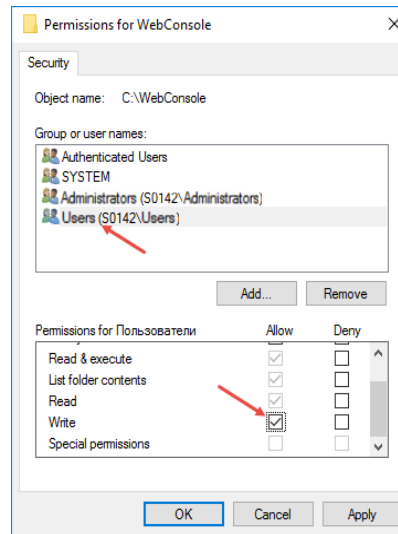 Permissions for WebConsole
Security
Object name: C:\WebConsole
Group or user names:
Authenticated Users
SYSTEM
Administrators (S0142\Administrators)
Users (S0142\Users)
Add... Remove
Permissions for Пользователи Allow Deny
Read & execute
List folder contents
Read
Write
Special permissions
OK Cancel Apply